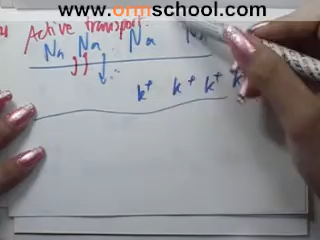 www.ormschool.com
Active transport
Na Na Na N
k+ k+ k+ k